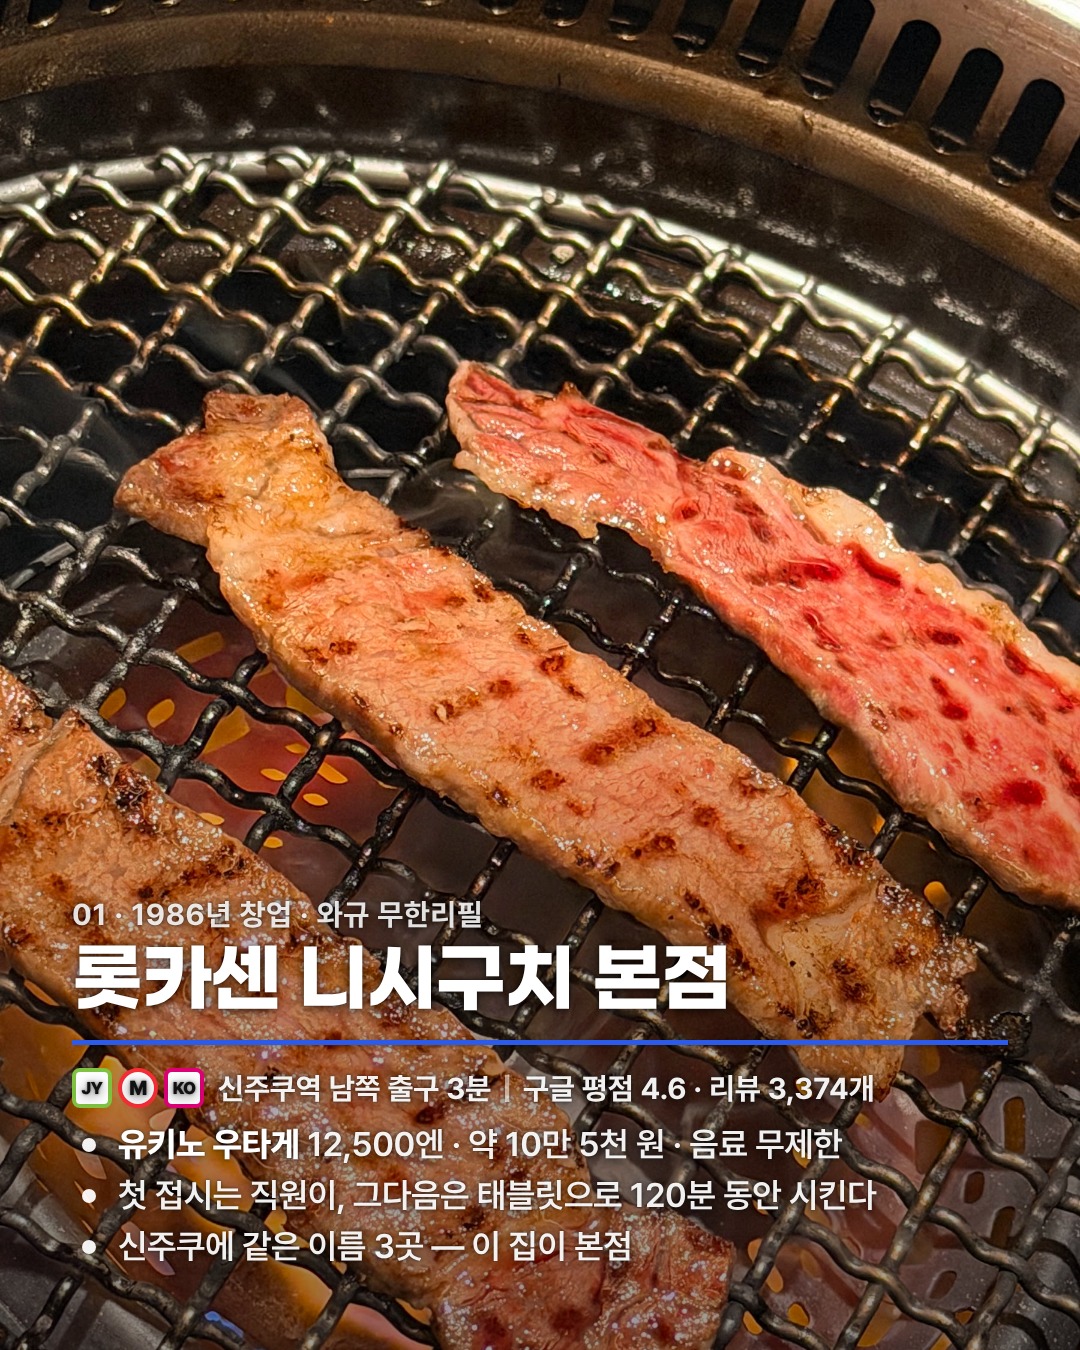 01 · 1986년 창업 · 와규 무한리필
롯카센 니시구치 본점
JY M KO 신주쿠역 남쪽 출구 3분 | 구글 평점 4.6 · 리뷰 3,374개
• 유키노 우타게 12,500엔 · 약 10만 5천 원 · 음료 무제한
• 첫 접시는 직원이, 그다음은 태블릿으로 120분 동안 시킨다
• 신주쿠에 같은 이름 3곳 — 이 집이 본점